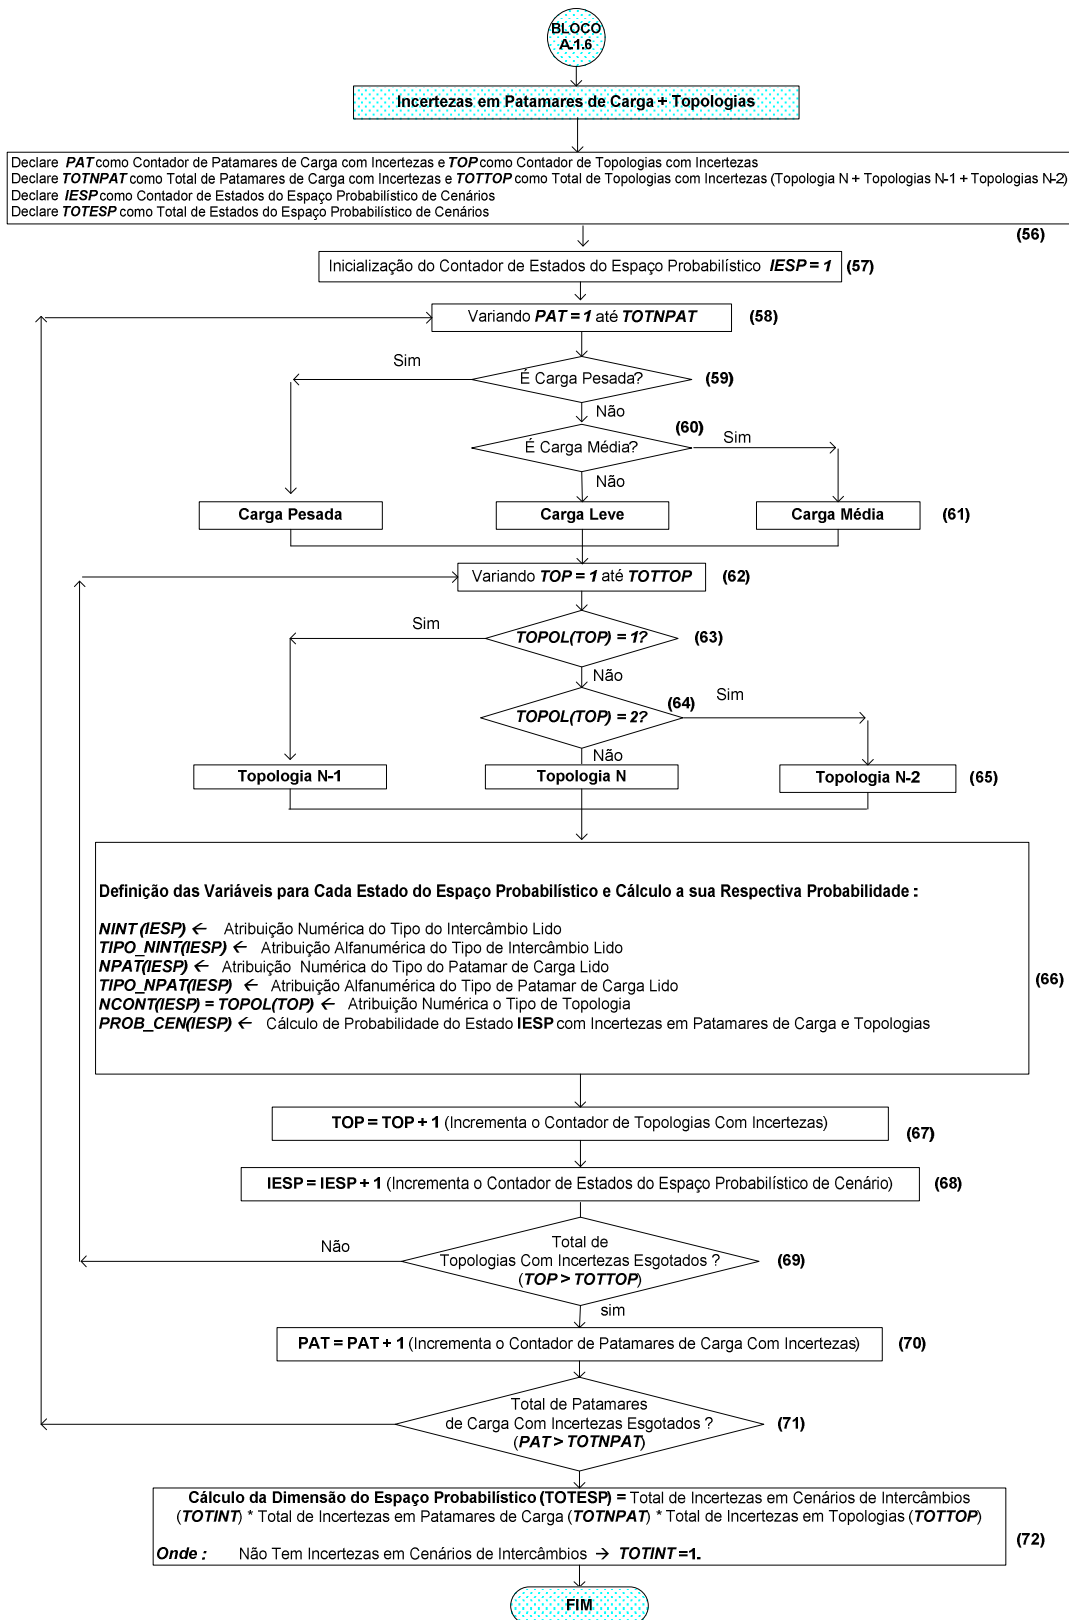 BLOCO
A.1.6
Incertezas em Patamares de Carga + Topologias
Declare PAT como Contador de Patamares de Carga com Incertezas e TOP como Contador de Topologias com Incertezas
Declare TOTNPAT como Total de Patamares de Carga com Incertezas e TOTTOP como Total de Topologias com Incertezas (Topologia N + Topologias N-1 + Topologias N-2)
Declare IESP como Contador de Estados do Espaço Probabilístico de Cenários
Declare TOTESP como Total de Estados do Espaço Probabilístico de Cenários
(56)
Inicialização do Contador de Estados do Espaço Probabilístico IESP = 1 (57)
Variando PAT = 1 até TOTNPAT (58)
Sim
É Carga Pesada? (59)
Não
(60)
É Carga Média?
Sim
Não
Carga Pesada
Carga Leve
Carga Média
(61)
Variando TOP = 1 até TOTTOP (62)
Sim
TOPOL(TOP) = 1? (63)
Não
(64)
Sim
TOPOL(TOP) = 2?
Não
Topologia N-1
Topologia N
Topologia N-2
(65)
Definição das Variáveis para Cada Estado do Espaço Probabilístico e Cálculo a sua Respectiva Probabilidade :
NINT (IESP) ← Atribuição Numérica do Tipo do Intercâmbio Lido
TIPO_NINT(IESP) ← Atribuição Alfanumérica do Tipo de Intercâmbio Lido
NPAT(IESP) ← Atribuição Numérica do Tipo do Patamar de Carga Lido
TIPO_NPAT(IESP) ← Atribuição Alfanumérica do Tipo de Patamar de Carga Lido
NCONT(IESP) = TOPOL(TOP) ← Atribuição Numérica o Tipo de Topologia
PROB_CEN(IESP) ← Cálculo de Probabilidade do Estado IESP com Incertezas em Patamares de Carga e Topologias
(66)
TOP = TOP + 1 (Incrementa o Contador de Topologias Com Incertezas)
(67)
IESP = IESP + 1 (Incrementa o Contador de Estados do Espaço Probabilístico de Cenário) (68)
Não
Total de
Topologias Com Incertezas Esgotados ?
(TOP > TOTTOP)
(69)
sim
PAT = PAT + 1 (Incrementa o Contador de Patamares de Carga Com Incertezas) (70)
Total de Patamares
de Carga Com Incertezas Esgotados ?
(PAT > TOTNPAT)
(71)
Cálculo da Dimensão do Espaço Probabilístico (TOTESP) = Total de Incertezas em Cenários de Intercâmbios
(TOTINT) * Total de Incertezas em Patamares de Carga (TOTNPAT) * Total de Incertezas em Topologias (TOTTOP)
Onde : Não Tem Incertezas em Cenários de Intercâmbios → TOTINT =1.
(72)
FIM